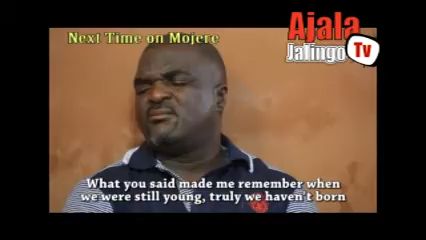 Next Time on Mojere
Ajala
Jalingo Tv
What you said made me remember when
we were still young, truly we haven't born